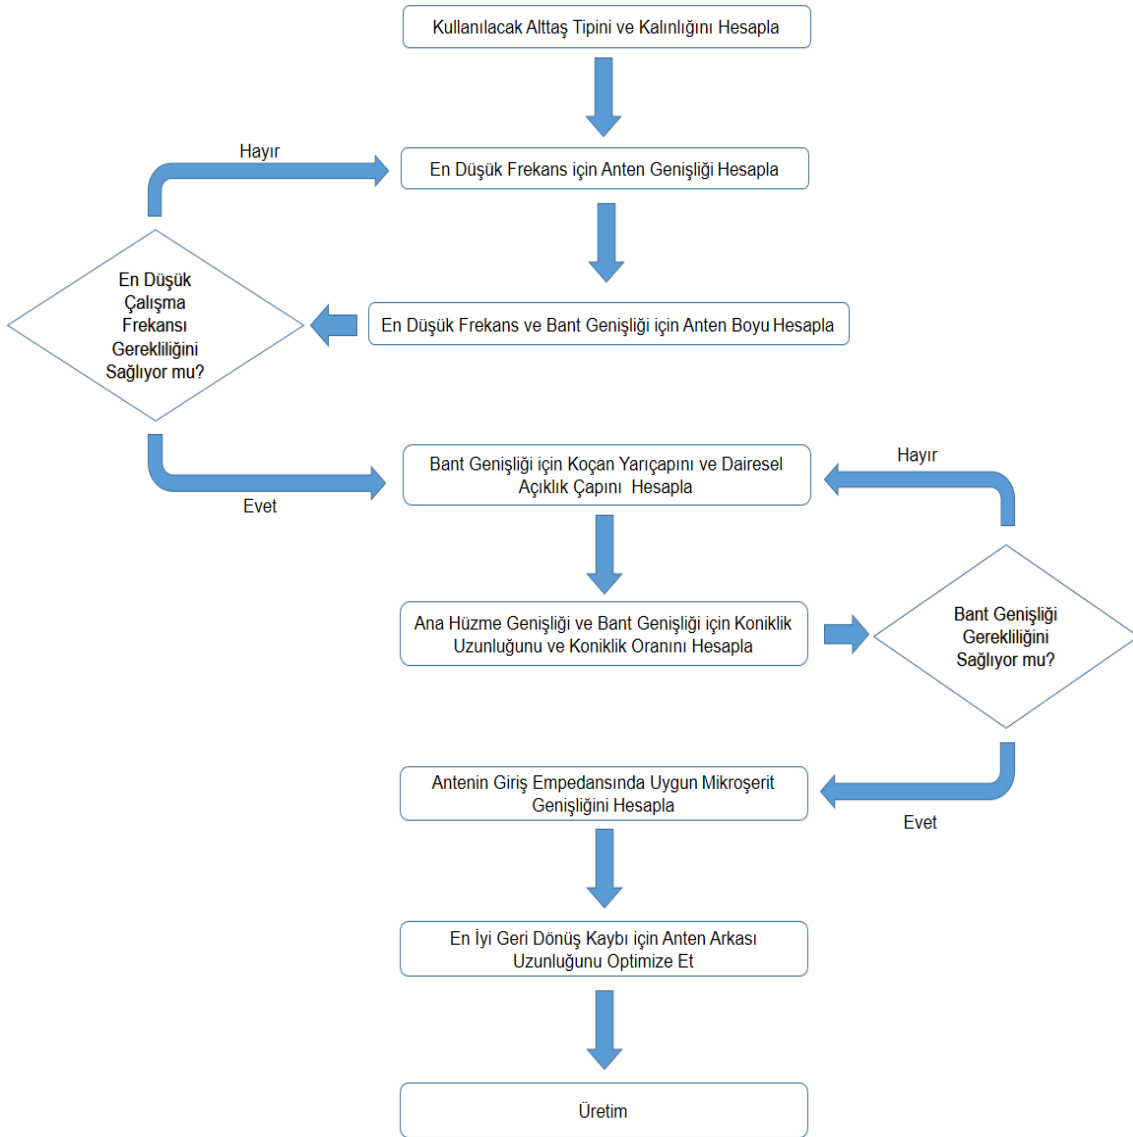 Kullanılacak Alttaş Tipini ve Kalınlığını Hesapla
Hayır
En Düşük Frekans için Anten Genişliği Hesapla
En Düşük
Çalışma
Frekansı
Gerekliliğini
Sağlıyor mu?
En Düşük Frekans ve Bant Genişliği için Anten Boyu Hesapla
Evet
Bant Genişliği için Koçan Yarıçapını ve Dairesel
Açıklık Çapını Hesapla
Hayır
Ana Hüzme Genişliği ve Bant Genişliği için Koniklik
Uzunluğunu ve Koniklik Oranını Hesapla
Bant Genişliği
Gerekliliğini
Sağlıyor mu?
Antenin Giriş Empedansında Uygun Mikroşerit
Genişliğini Hesapla
Evet
En İyi Geri Dönüş Kaybı için Anten Arkası
Uzunluğunu Optimize Et
Üretim